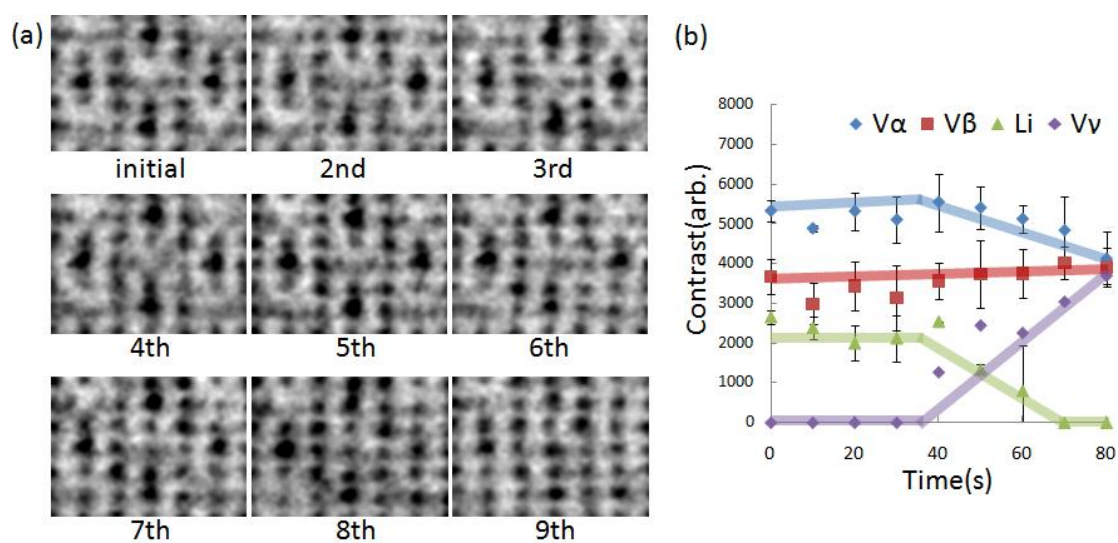 (a)
initial 2nd 3rd
4th 5th 6th
7th 8th 9th
(b)
Vα Vβ Li Vν
8000
7000
6000
5000
4000
3000
2000
1000
0
Contrast(arb.)
0 20 40 60 80
Time(s)